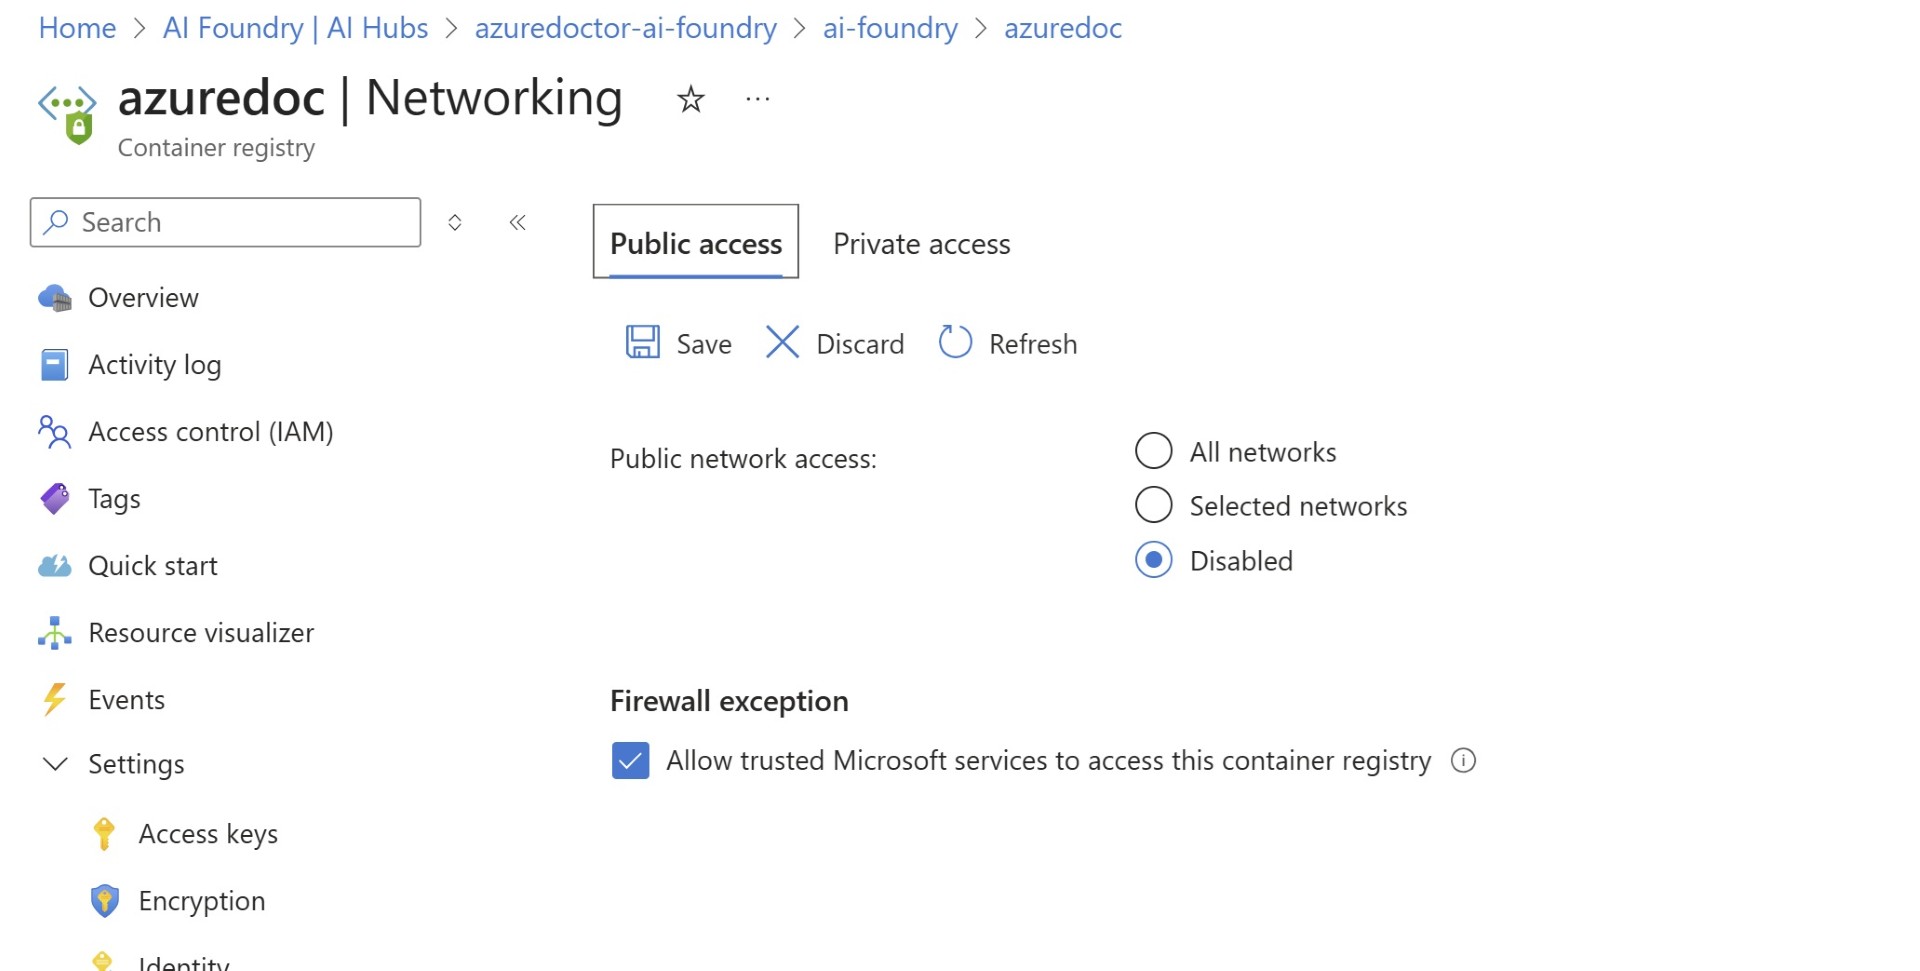 Home > AI Foundry | AI Hubs > azuredoctor-ai-foundry > ai-foundry > azuredoc
azuredoc | Networking
Container registry
Search
Overview
Activity log
Access control (IAM)
Tags
Quick start
Resource visualizer
Events
Settings
Access keys
Encryption
Identity
Public access Private access
Save Discard Refresh
Public network access:
All networks
Selected networks
Disabled
Firewall exception
Allow trusted Microsoft services to access this container registry